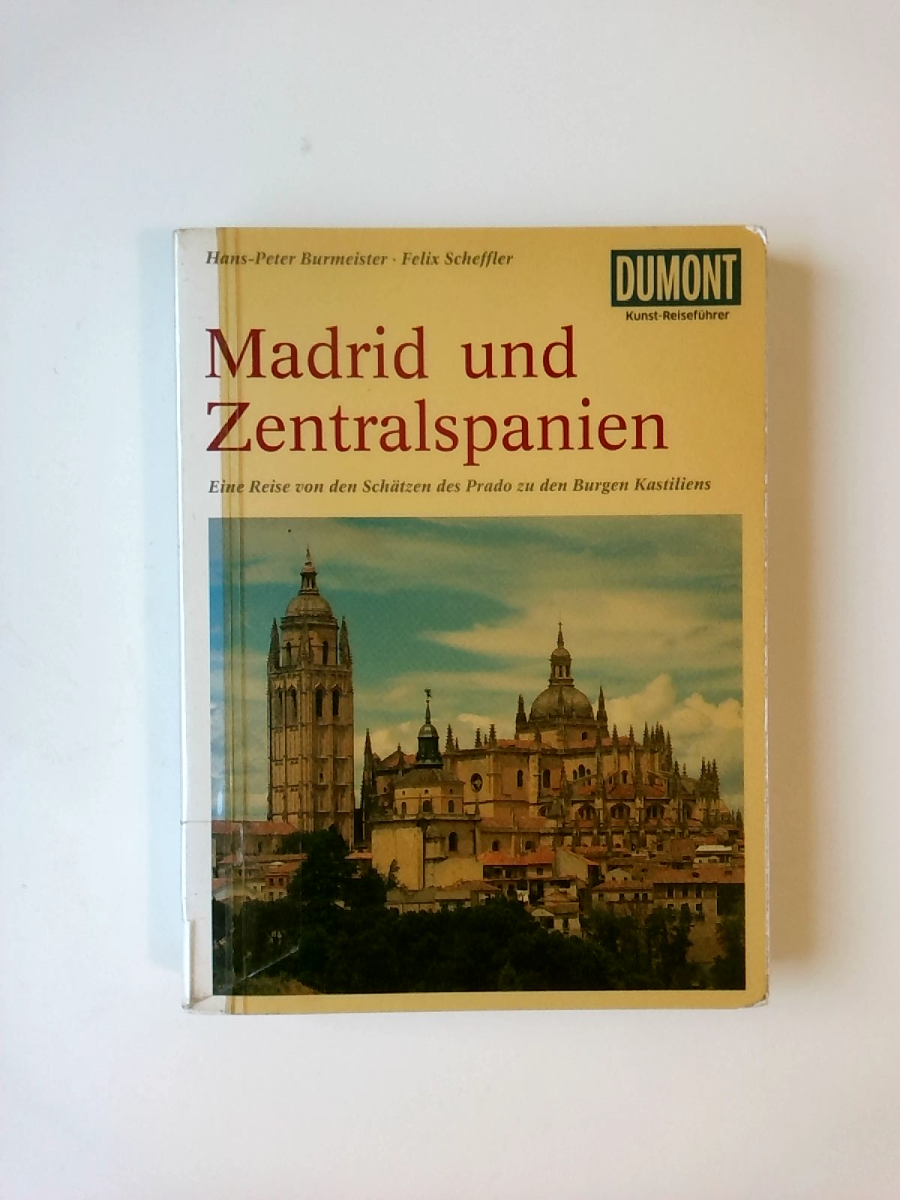 Hans-Peter Burmeister · Felix Scheffler
DUMONT
Kunst-Reiseführer
Madrid und
Zentralspanien
Eine Reise von den Schätzen des Prado zu den Burgen Kastiliens